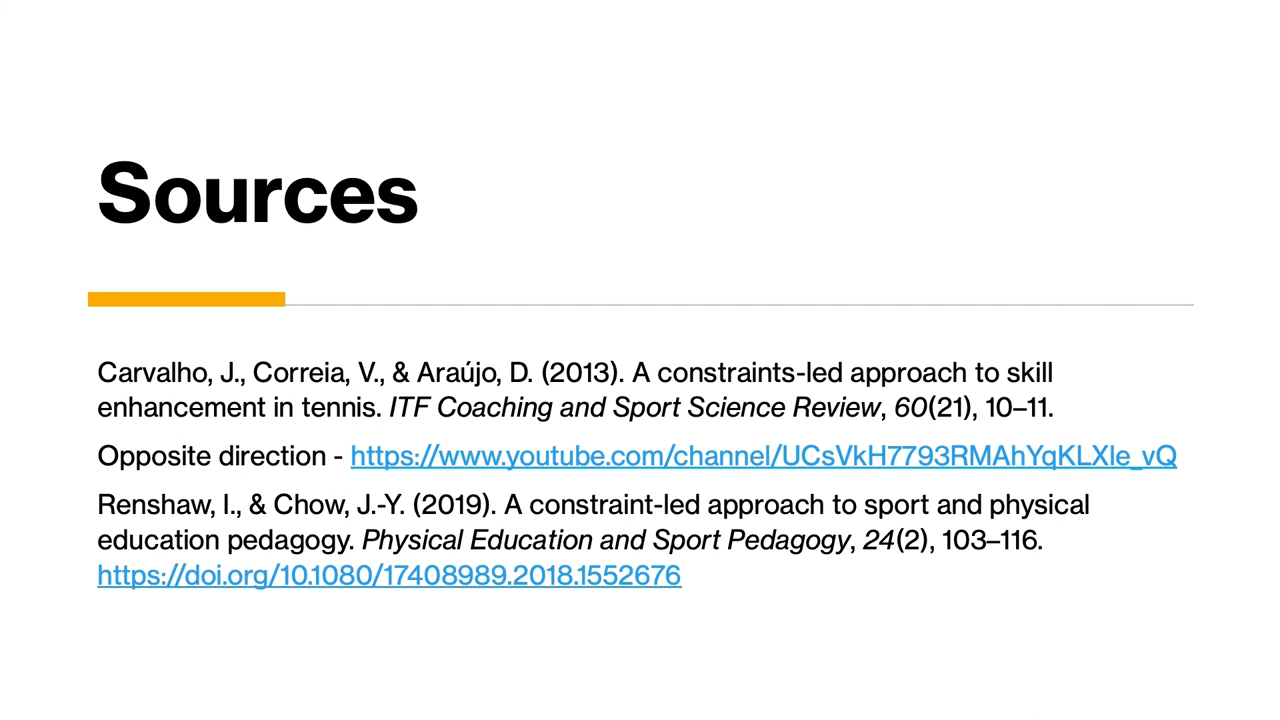 Sources
Carvalho, J., Correia, V., & Araújo, D. (2013). A constraints-led approach to skill
enhancement in tennis. ITF Coaching and Sport Science Review, 60(21), 10–11.
Opposite direction - https://www.youtube.com/channel/UCsVkH7793RMAhYqKLXle_vQ
Renshaw, I., & Chow, J.-Y. (2019). A constraint-led approach to sport and physical
education pedagogy. Physical Education and Sport Pedagogy, 24(2), 103–116.
https://doi.org/10.1080/17408989.2018.1552676